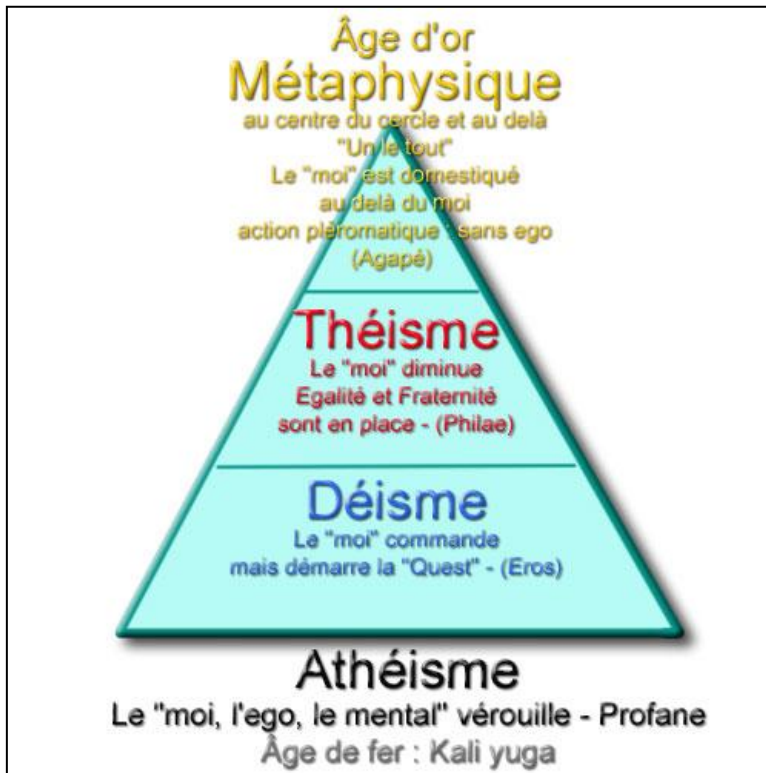 Âge d'or
Métaphysique
au centre du cercle et au delà
"Un le tout"
Le "moi" est domestiqué
au delà du moi
action plèromatique : sans ego
(Agapé)
Théisme
Le "moi" diminue
Egalité et Fraternité
sont en place - (Philae)
Déisme
Le "moi" commande
mais démarre la "Quest" - (Eros)
Athéisme
Le "moi, l'ego, le mental" vérouille - Profane
Âge de fer : Kali yuga